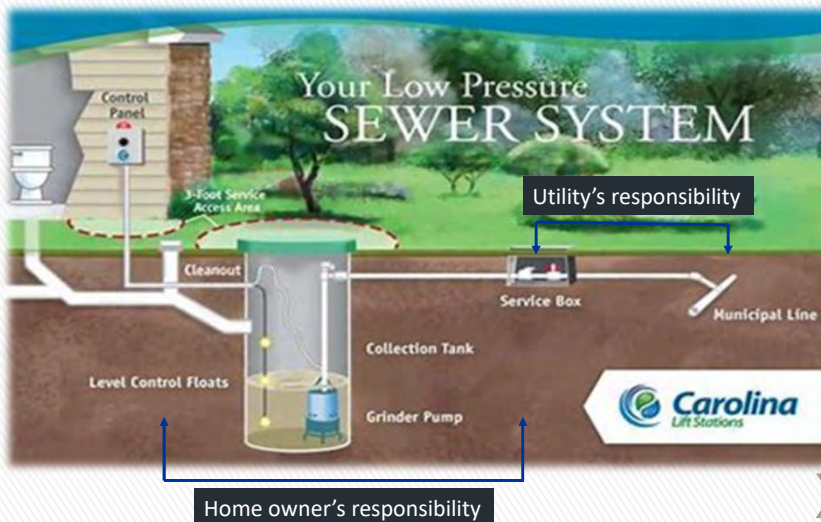 Your Low Pressure
SEWER SYSTEM
Control
Panel
3-Foot Service
Access Area
Utility’s responsibility
Cleanout
Service Box
Municipal Line
Collection Tank
Level Control Floats
Grinder Pump
Carolina
Lift Stations
Home owner’s responsibility